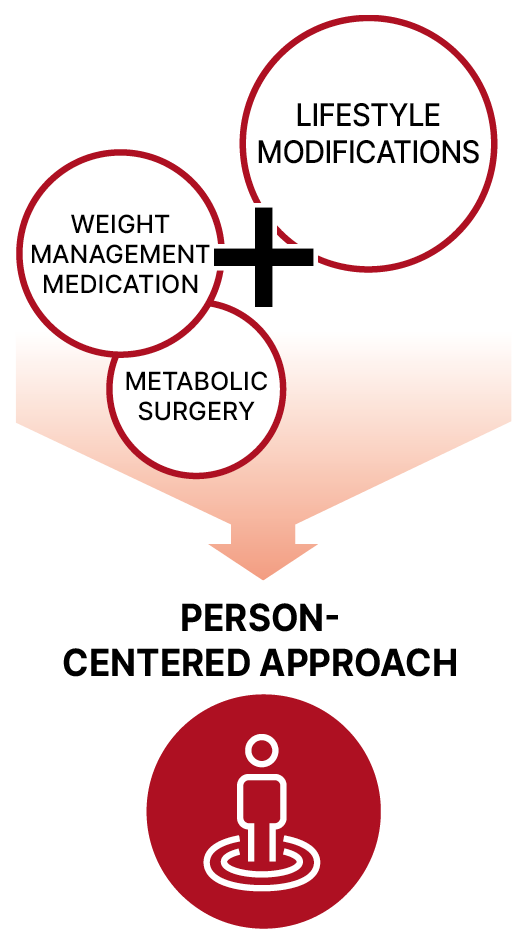 LIFESTYLE
MODIFICATIONS
WEIGHT
MANAGEMENT
MEDICATION
METABOLIC
SURGERY
PERSON-
CENTERED APPROACH